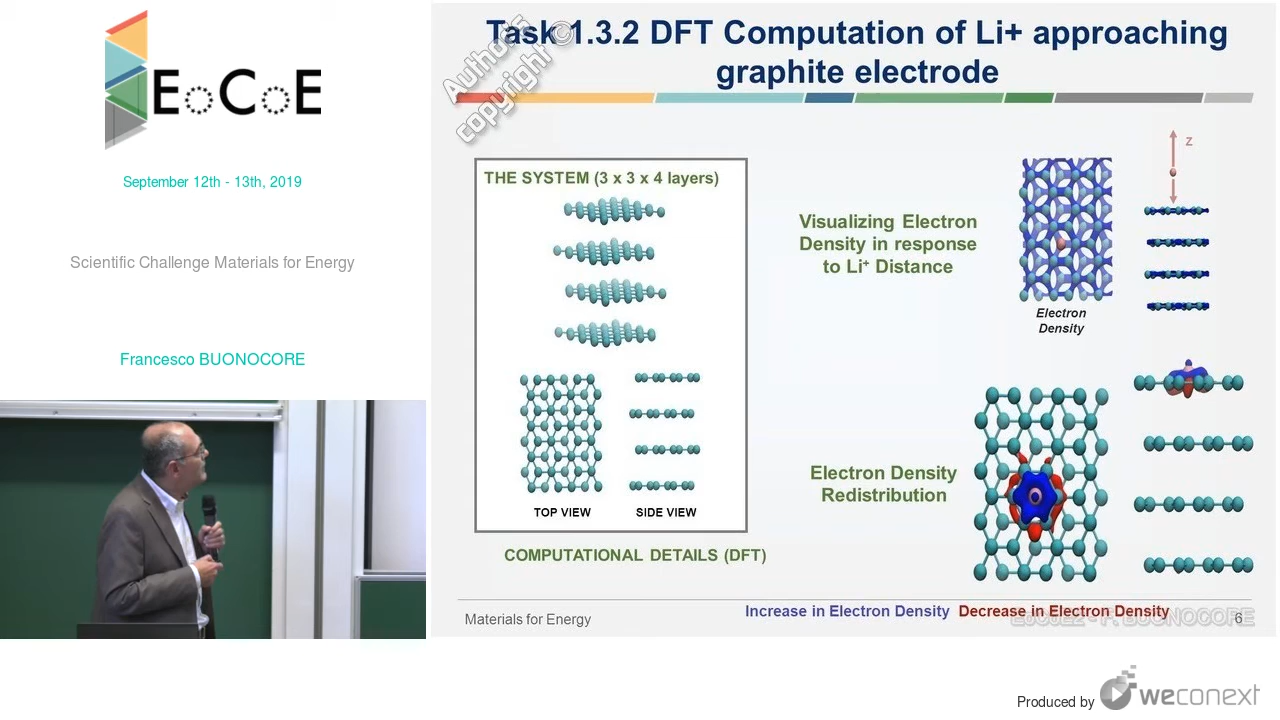 EoCoE
September 12th - 13th, 2019
Scientific Challenge Materials for Energy
Francesco BUONOCORE
Task 1.3.2 DFT Computation of Li+ approaching
graphite electrode
Authors
copyright ©
THE SYSTEM (3 x 3 x 4 layers)
TOP VIEW
SIDE VIEW
COMPUTATIONAL DETAILS (DFT)
Visualizing Electron
Density in response
to Li⁺ Distance
Electron
Density
Z
Electron Density
Redistribution
Increase in Electron Density
Decrease in Electron Density
Materials for Energy
EoCoE2 - F. BUONOCORE
6
Produced by
weconext